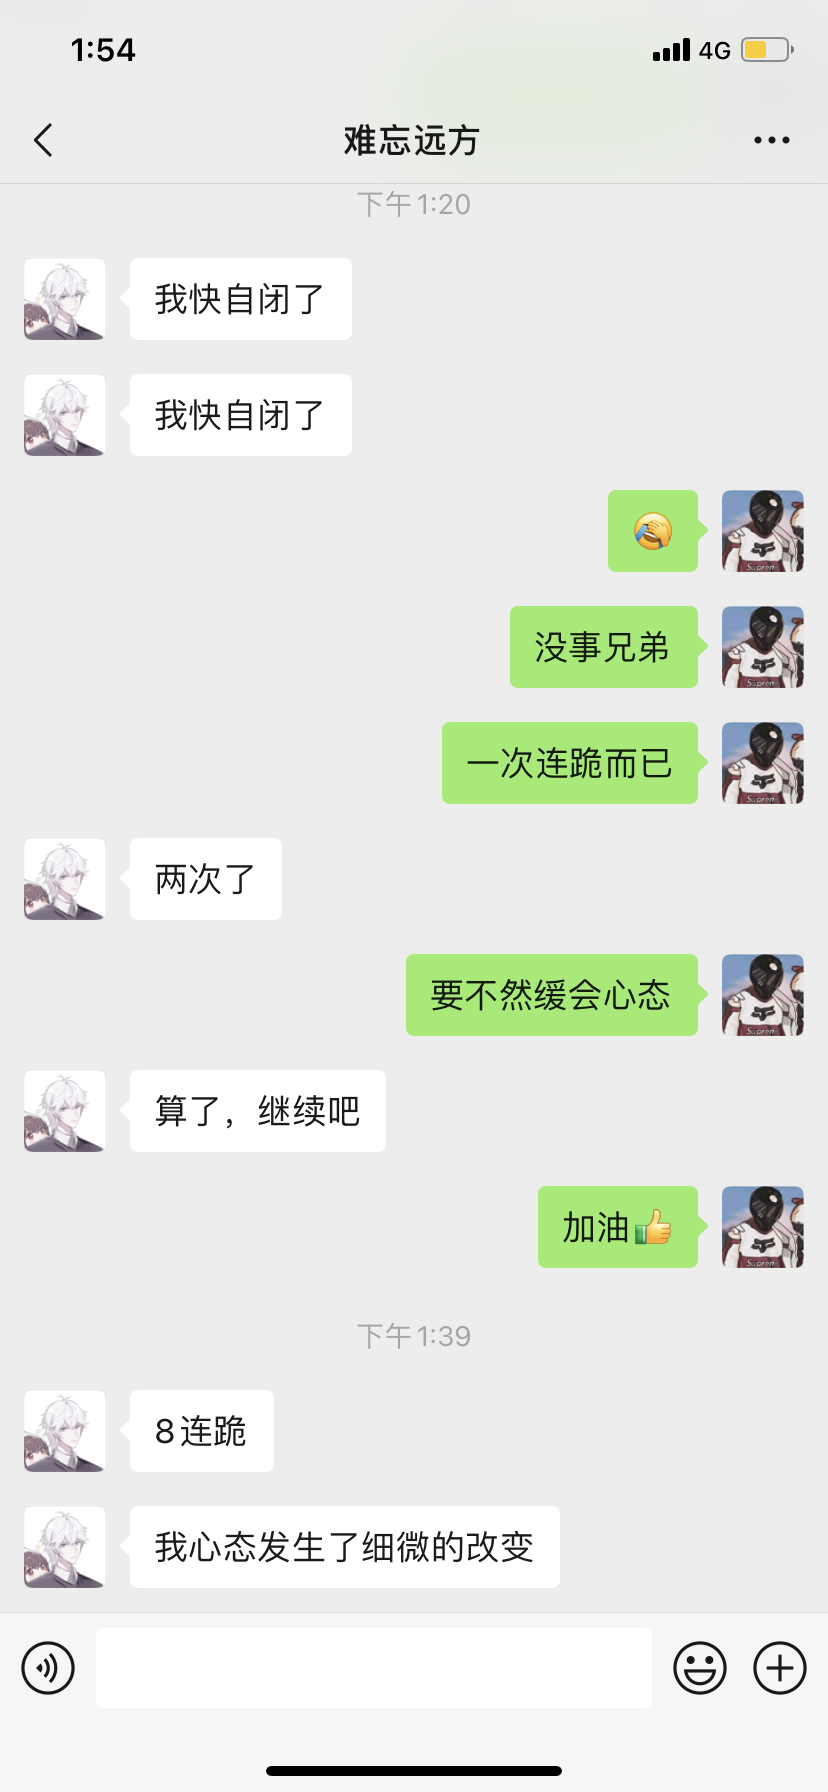 1:54
4G
难忘远方
下午 1:20
我快自闭了
我快自闭了
🤣
没事兄弟
一次连跪而已
两次了
要不然缓会心态
算了，继续吧
加油👍
下午 1:39
8连跪
我心态发生了细微的改变